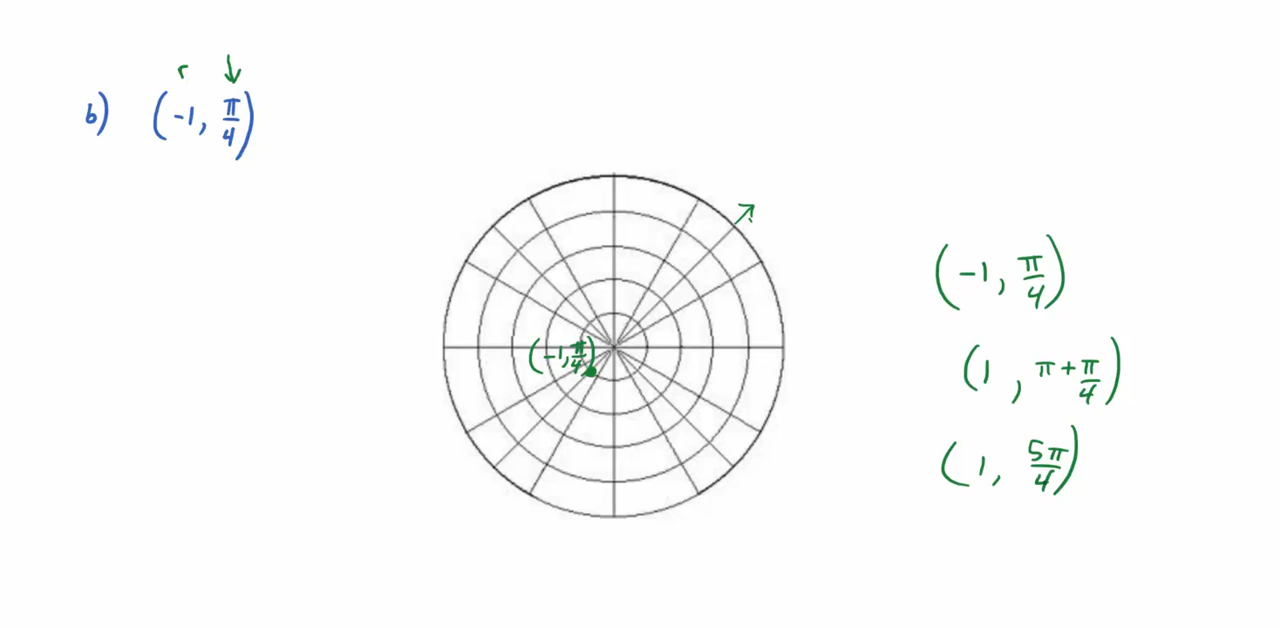 r ↓
b) (-1, π/4)
(-1, π/4)
(-1, π/4)
(1, π + π/4)
(1, 5π/4)